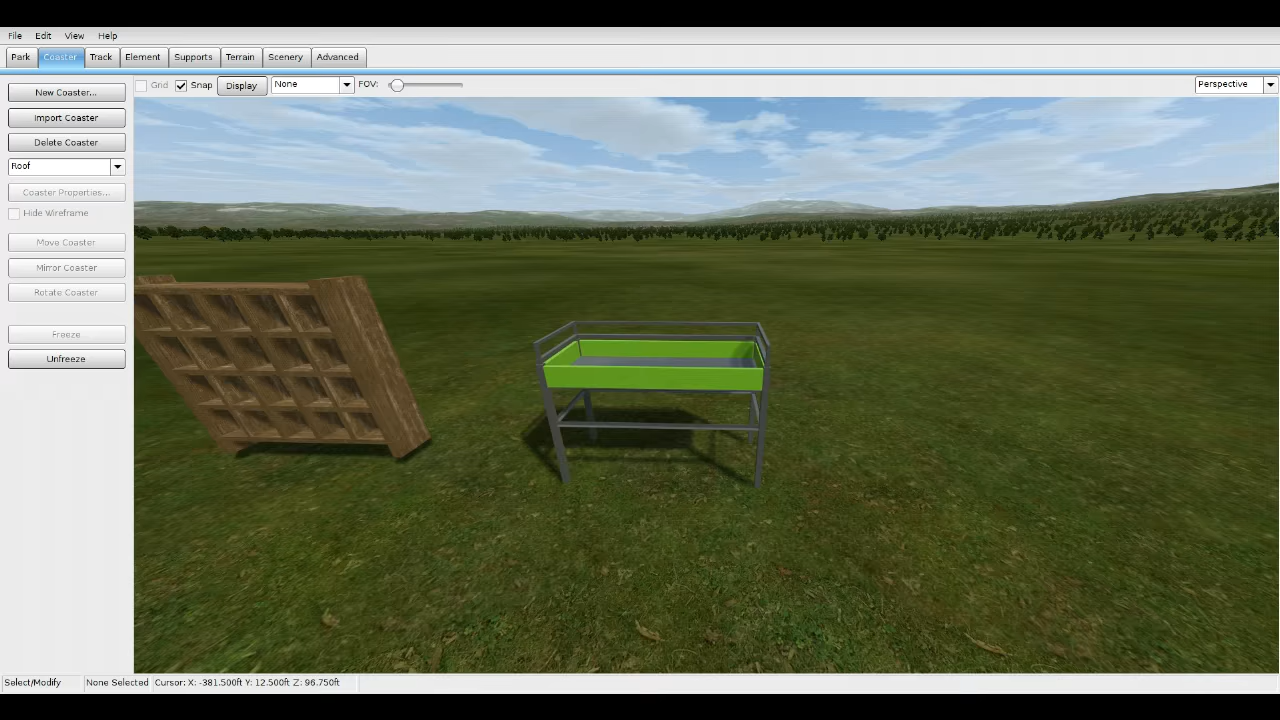 File Edit View Help
Park Coaster Track Element Supports Terrain Scenery Advanced
New Coaster... Grid Snap Display None FOV: Perspective
Import Coaster
Delete Coaster
Roof
Coaster Properties...
Hide Wireframe
Move Coaster
Mirror Coaster
Rotate Coaster
Freeze...
Unfreeze
Select/Modify None Selected Cursor: X: -381.500ft Y: 12.500ft Z: 96.750ft